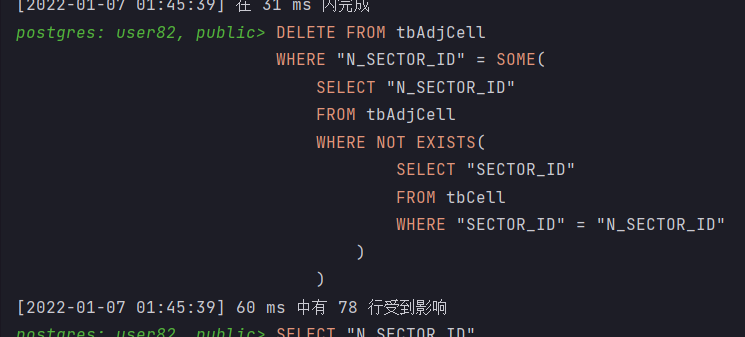 [2022-01-07 01:45:39] 在 31 ms 内完成
postgres: user82, public> DELETE FROM tbAdjCell
WHERE "N_SECTOR_ID" = SOME(
SELECT "N_SECTOR_ID"
FROM tbAdjCell
WHERE NOT EXISTS(
SELECT "SECTOR_ID"
FROM tbCell
WHERE "SECTOR_ID" = "N_SECTOR_ID"
)
)
[2022-01-07 01:45:39] 60 ms 中有 78 行受到影响
postgres: user82, public> SELECT "N_SECTOR_ID"